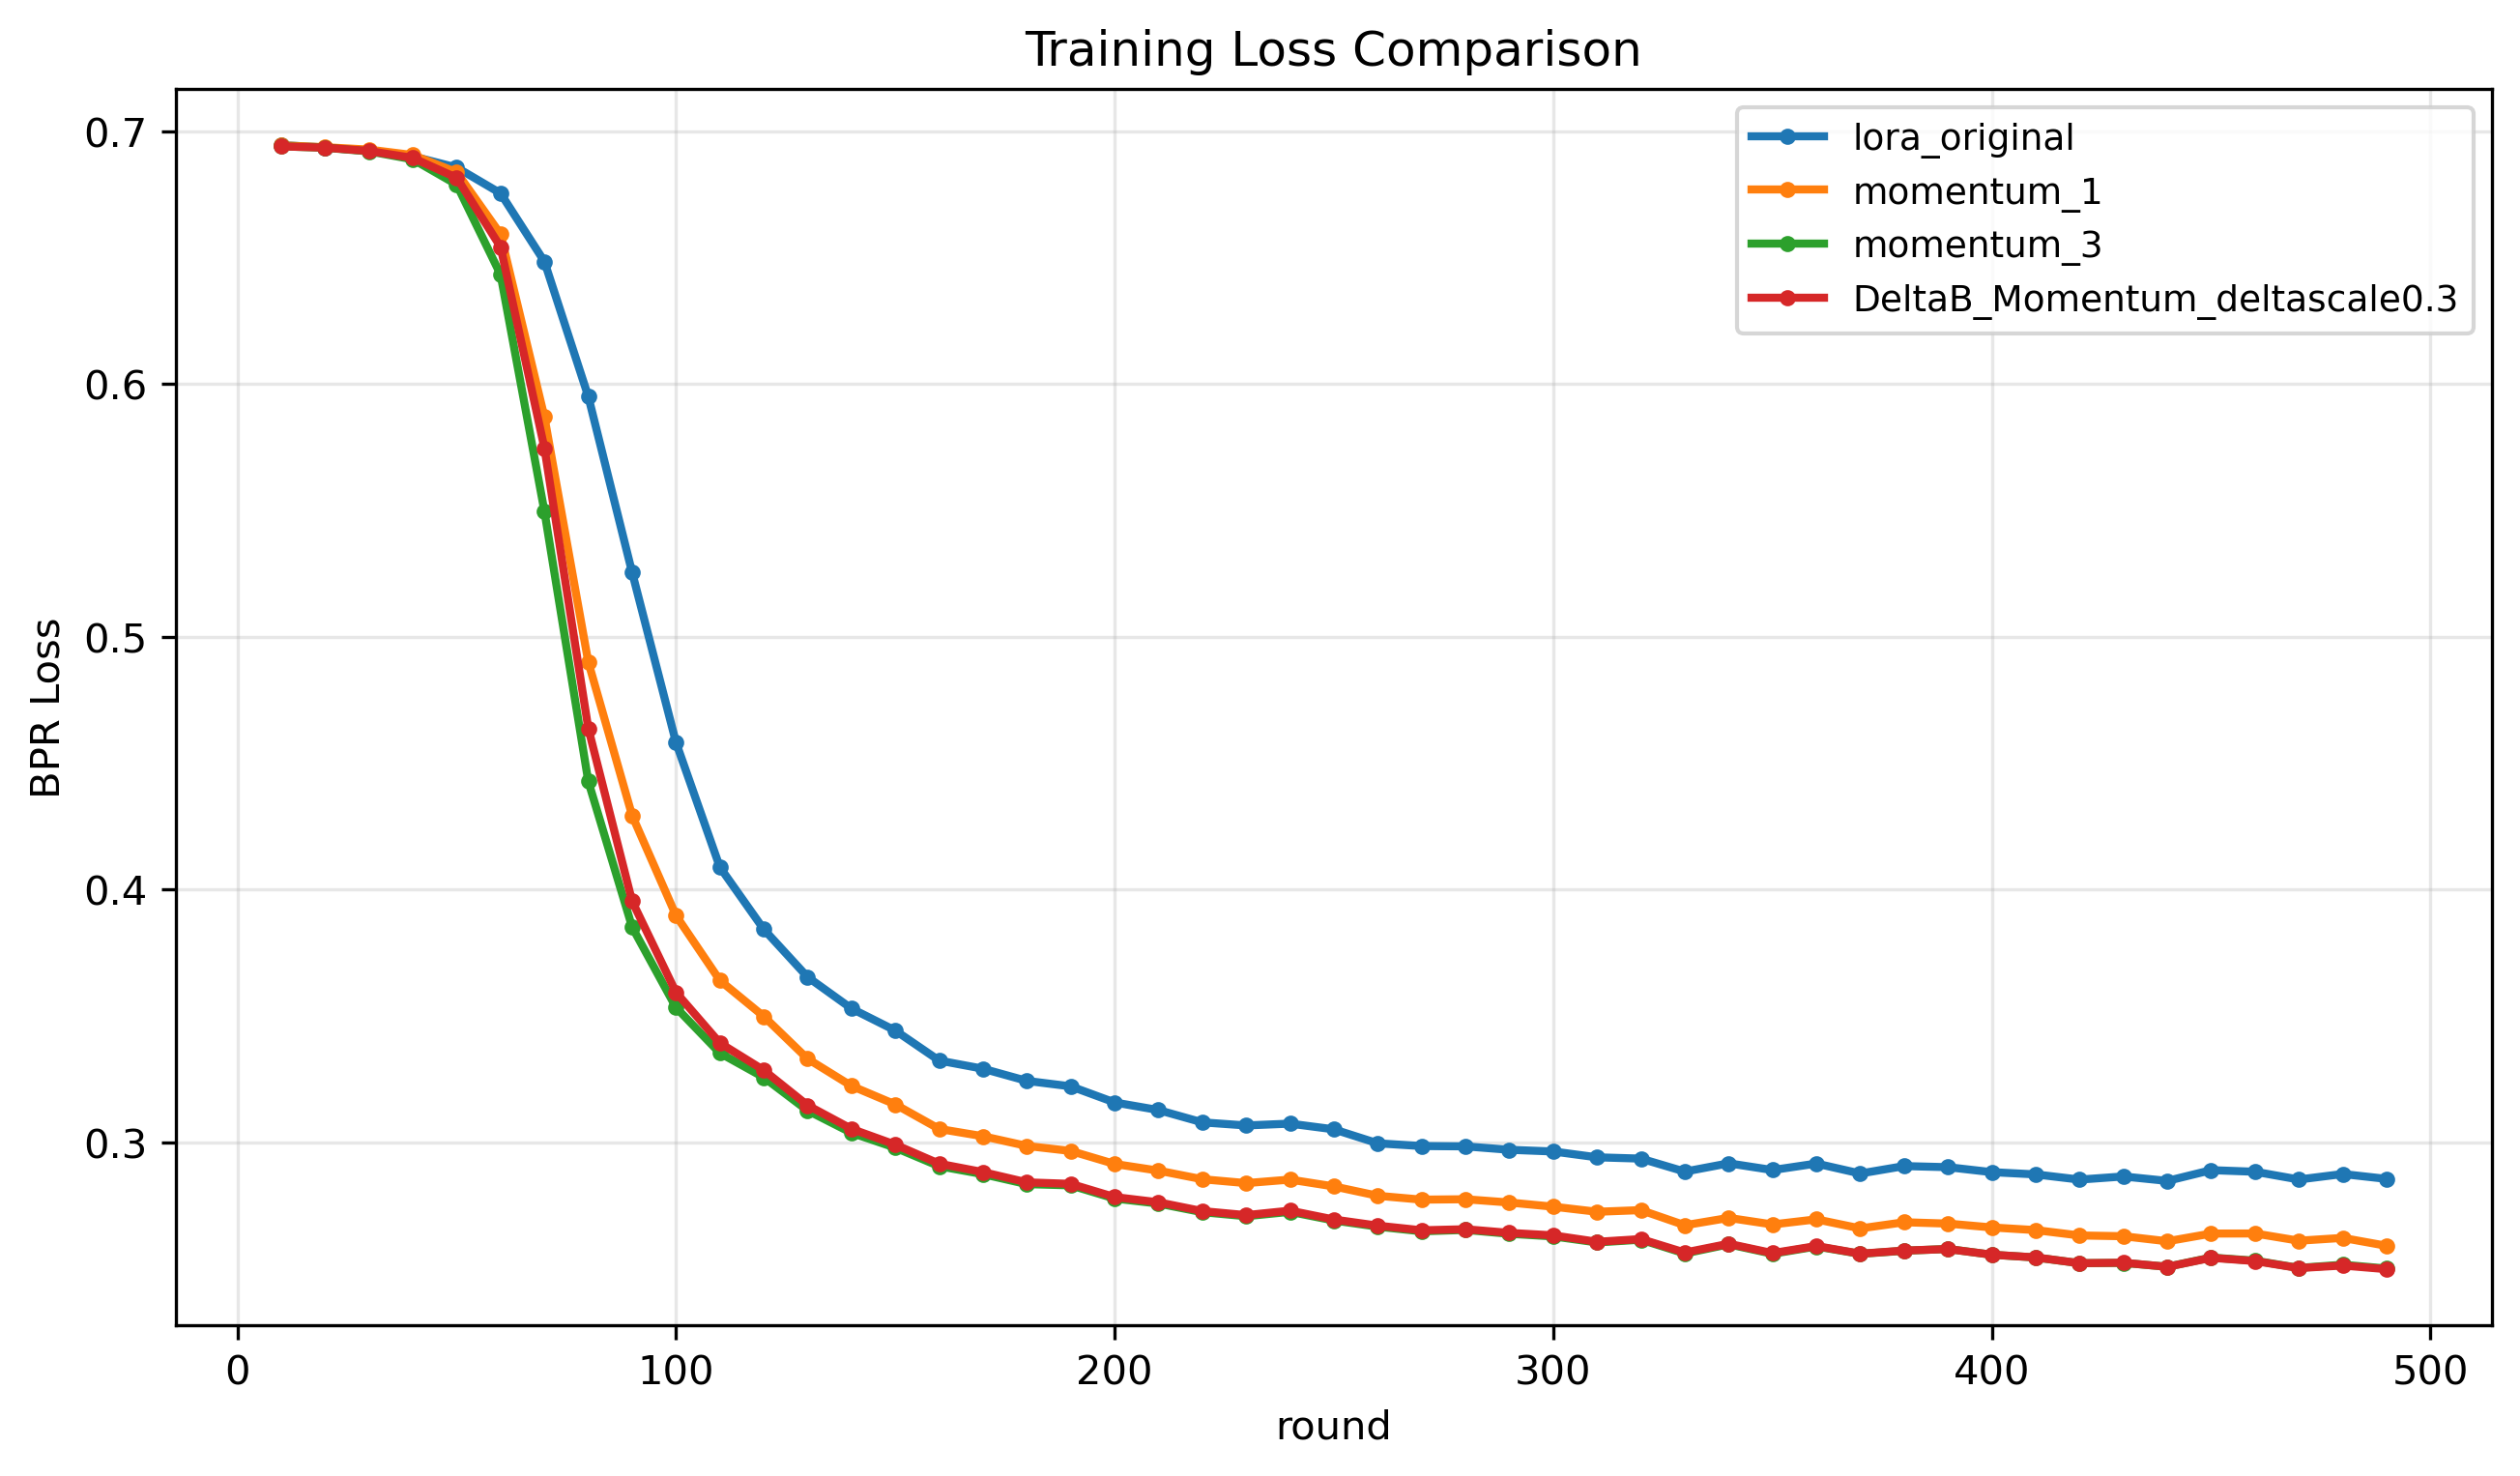 Training Loss Comparison
lora_original
momentum_1
momentum_3
DeltaB_Momentum_deltascale0.3
BPR Loss
0.7
0.6
0.5
0.4
0.3
0 100 200 300 400 500
round